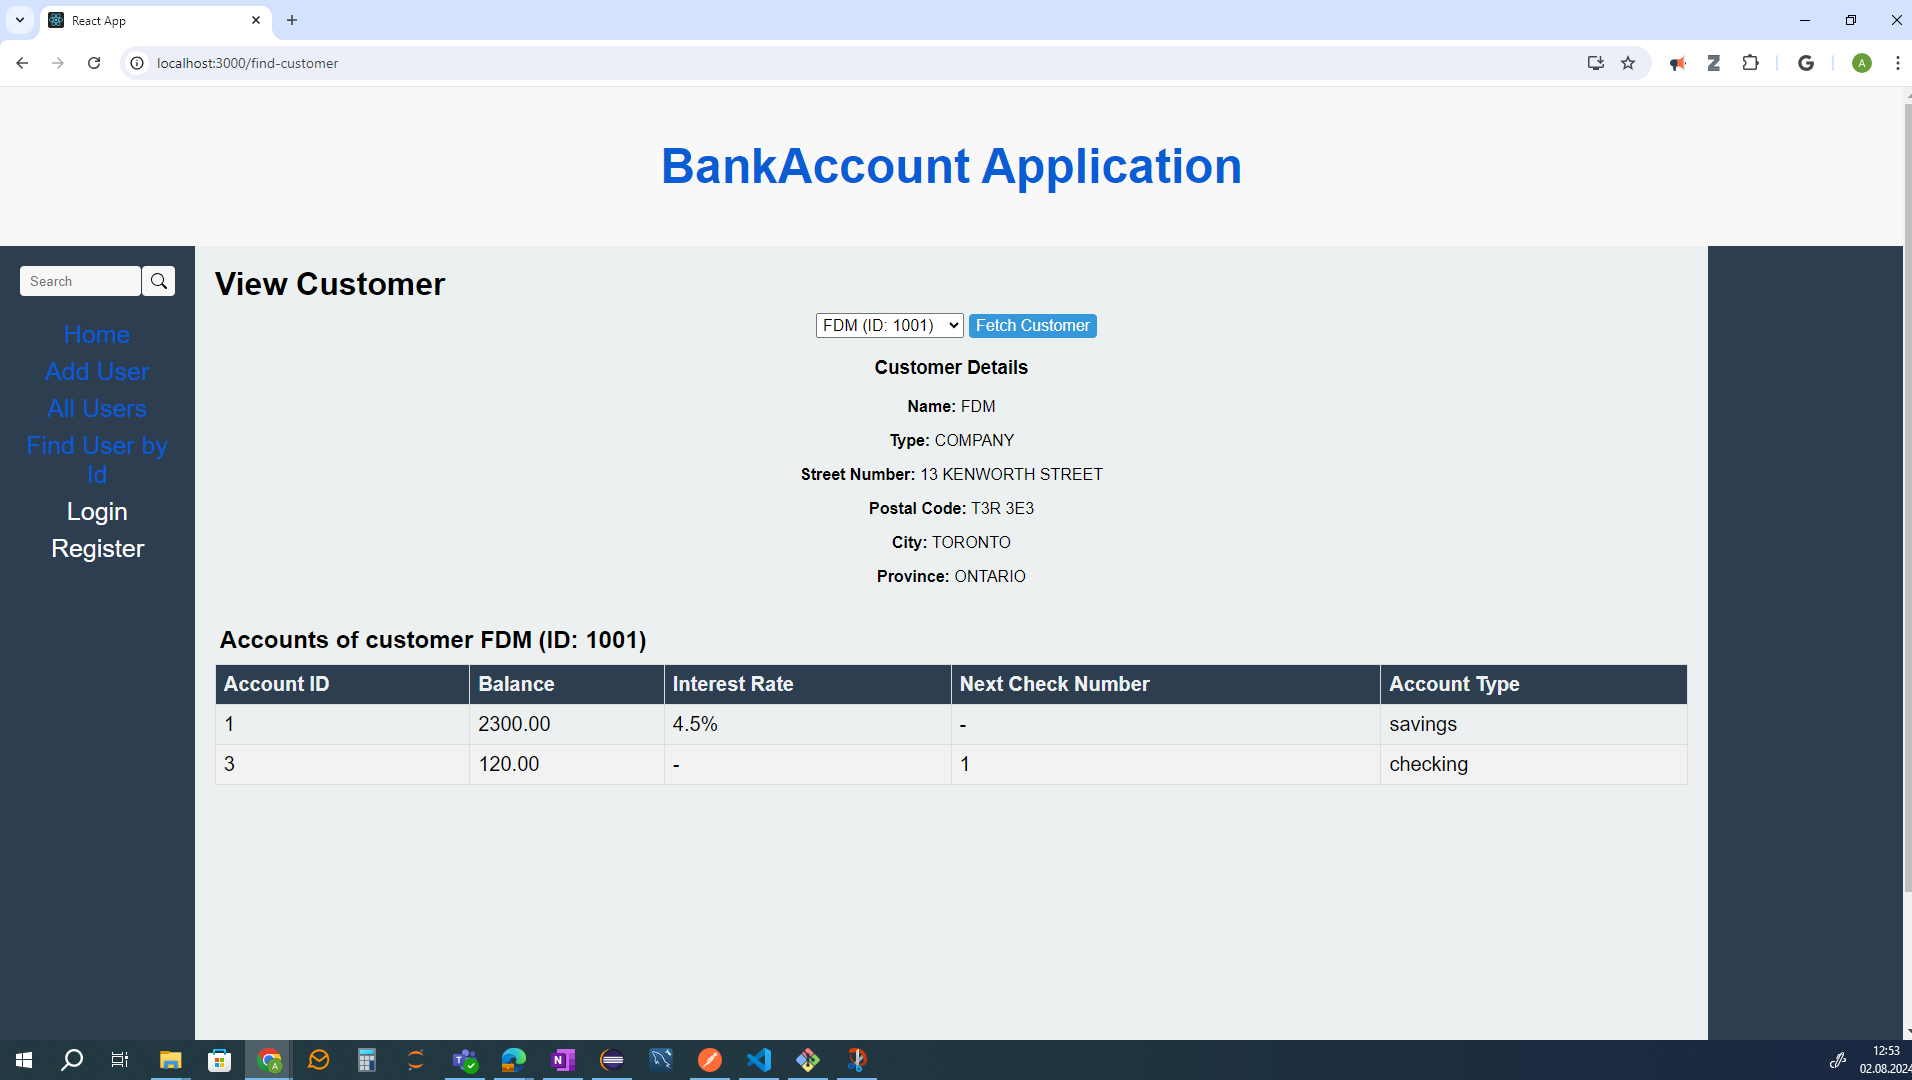 React App
localhost:3000/find-customer
A
BankAccount Application
Search
Home
Add User
All Users
Find User by
Id
Login
Register
View Customer
FDM (ID: 1001) Fetch Customer
Customer Details
Name: FDM
Type: COMPANY
Street Number: 13 KENWORTH STREET
Postal Code: T3R 3E3
City: TORONTO
Province: ONTARIO
Accounts of customer FDM (ID: 1001)
Account ID Balance Interest Rate Next Check Number Account Type
1 2300.00 4.5% - savings
3 120.00 - 1 checking
12:53
02.08.2024